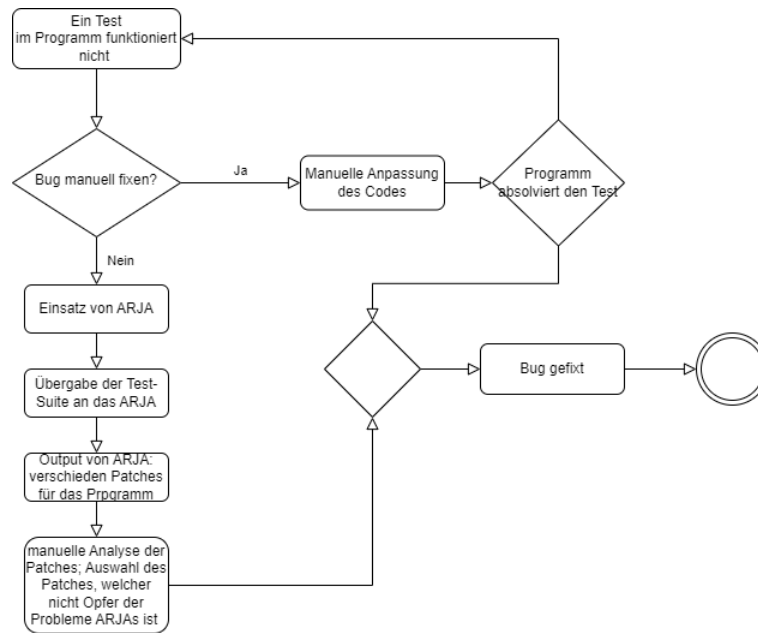 Ein Test
im Programm funktioniert
nicht
Bug manuell fixen?
Ja
Manuelle Anpassung
des Codes
Programm
absolviert den Test
Nein
Einsatz von ARJA
Übergabe der Test-
Suite an das ARJA
Bug gefixt
Output von ARJA:
verschieden Patches
für das Prpgramm
manuelle Analyse der
Patches; Auswahl des
Patches, welcher
nicht Opfer der
Probleme ARJAs ist